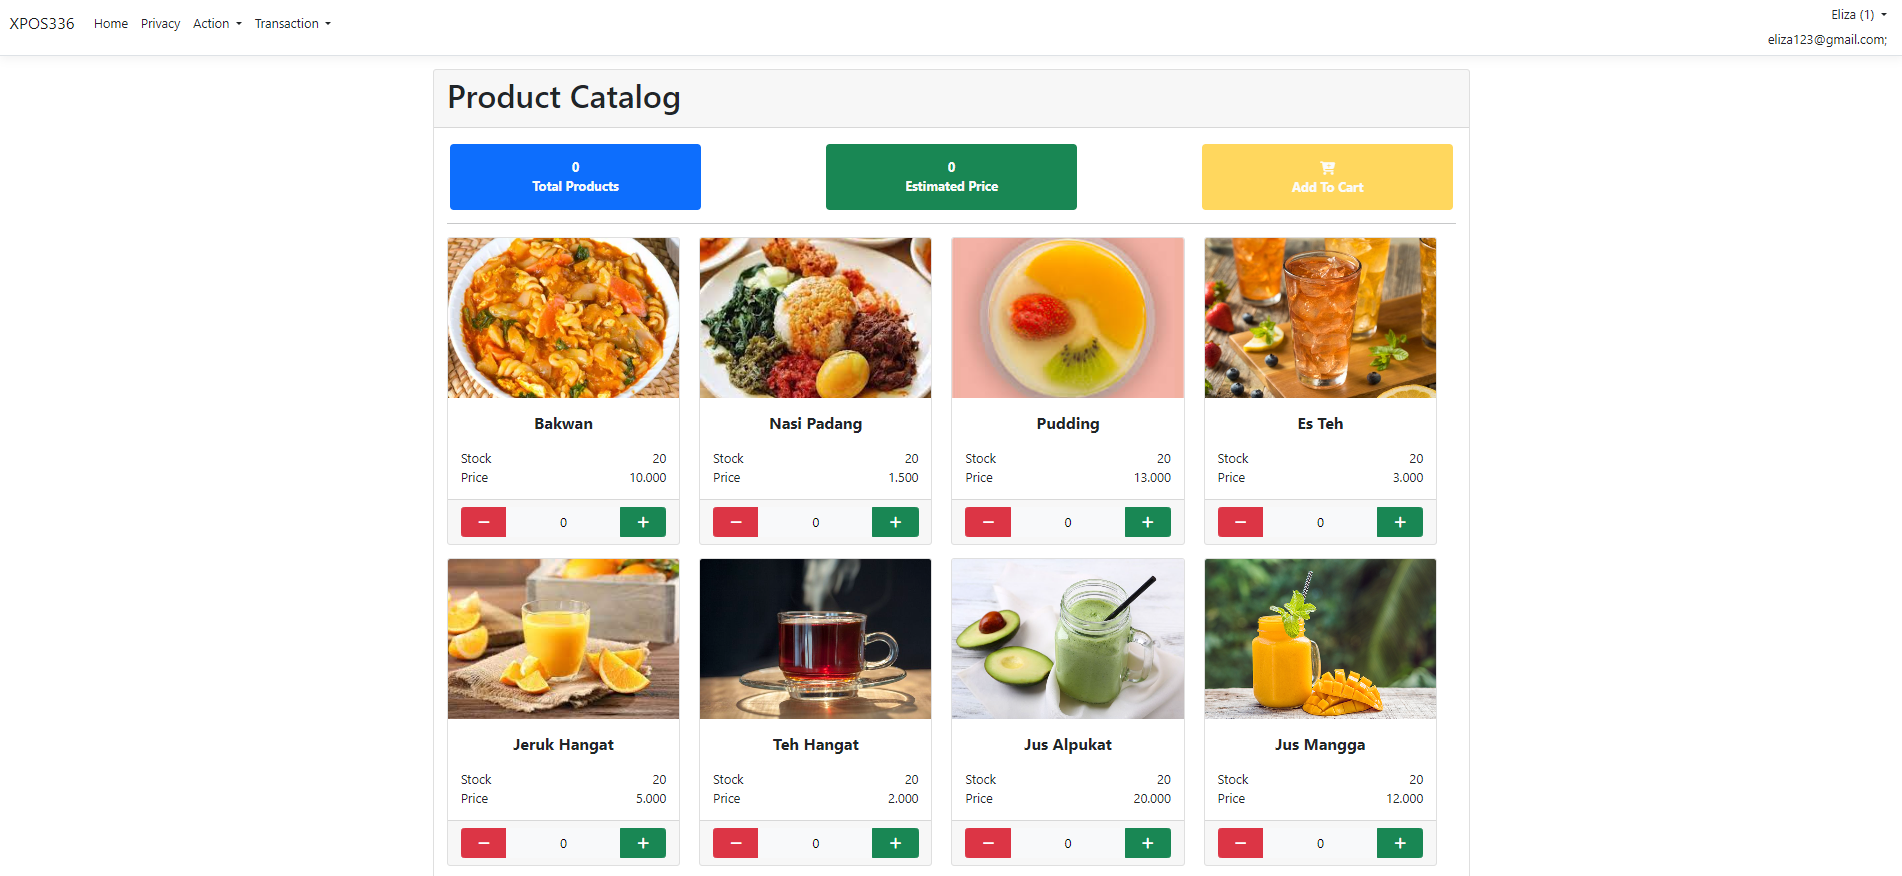 XPOS336 Home Privacy Action Transaction
Eliza (1)
eliza123@gmail.com;
Product Catalog
0
Total Products
0
Estimated Price
Add To Cart
Bakwan
Stock 20
Price 10.000
0
Nasi Padang
Stock 20
Price 1.500
0
Pudding
Stock 20
Price 13.000
0
Es Teh
Stock 20
Price 3.000
0
Jeruk Hangat
Stock 20
Price 5.000
0
Teh Hangat
Stock 20
Price 2.000
0
Jus Alpukat
Stock 20
Price 20.000
0
Jus Mangga
Stock 20
Price 12.000
0